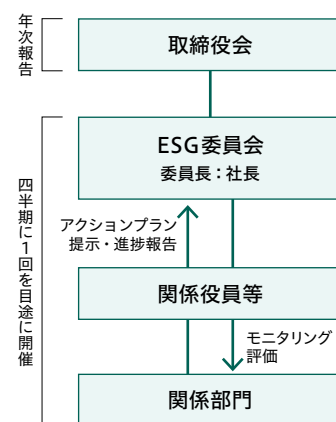 年次報告
取締役会
ESG委員会
委員長：社長
四半期に1回を目途に開催
アクションプラン
提示・進捗報告
関係役員等
モニタリング
評価
関係部門